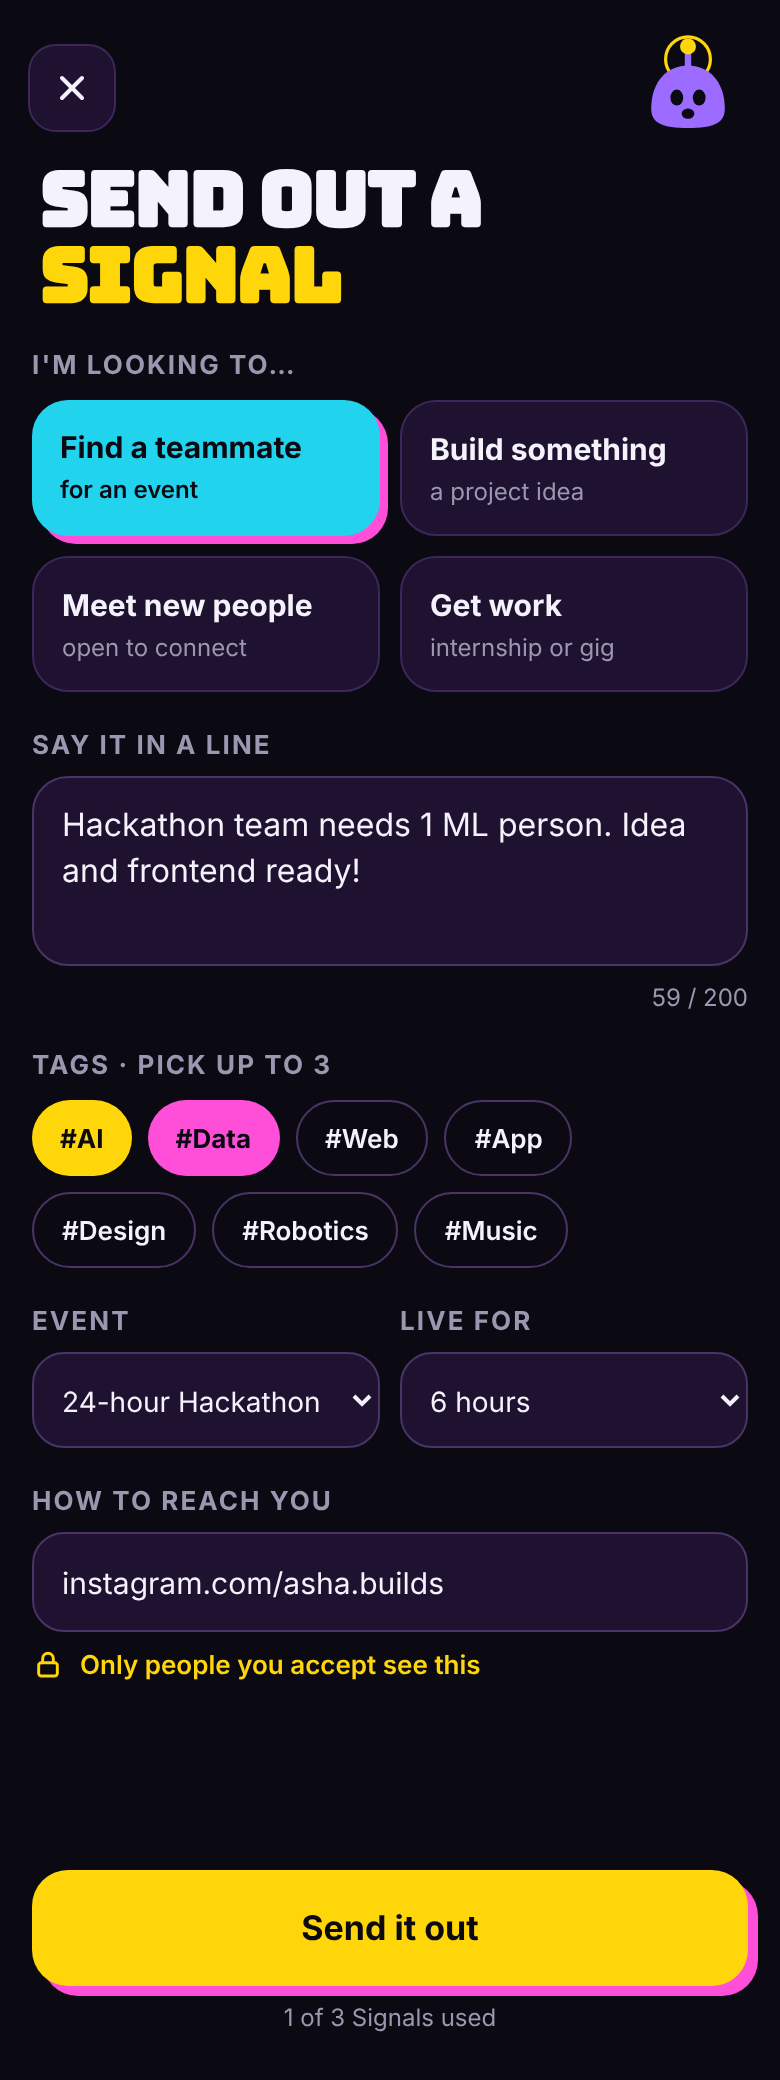 SEND OUT A
SIGNAL
I'M LOOKING TO...
Find a teammate
for an event
Build something
a project idea
Meet new people
open to connect
Get work
internship or gig
SAY IT IN A LINE
Hackathon team needs 1 ML person. Idea
and frontend ready!
59 / 200
TAGS · PICK UP TO 3
#AI #Data #Web #App
#Design #Robotics #Music
EVENT
24-hour Hackathon
LIVE FOR
6 hours
HOW TO REACH YOU
instagram.com/asha.builds
Only people you accept see this
Send it out
1 of 3 Signals used